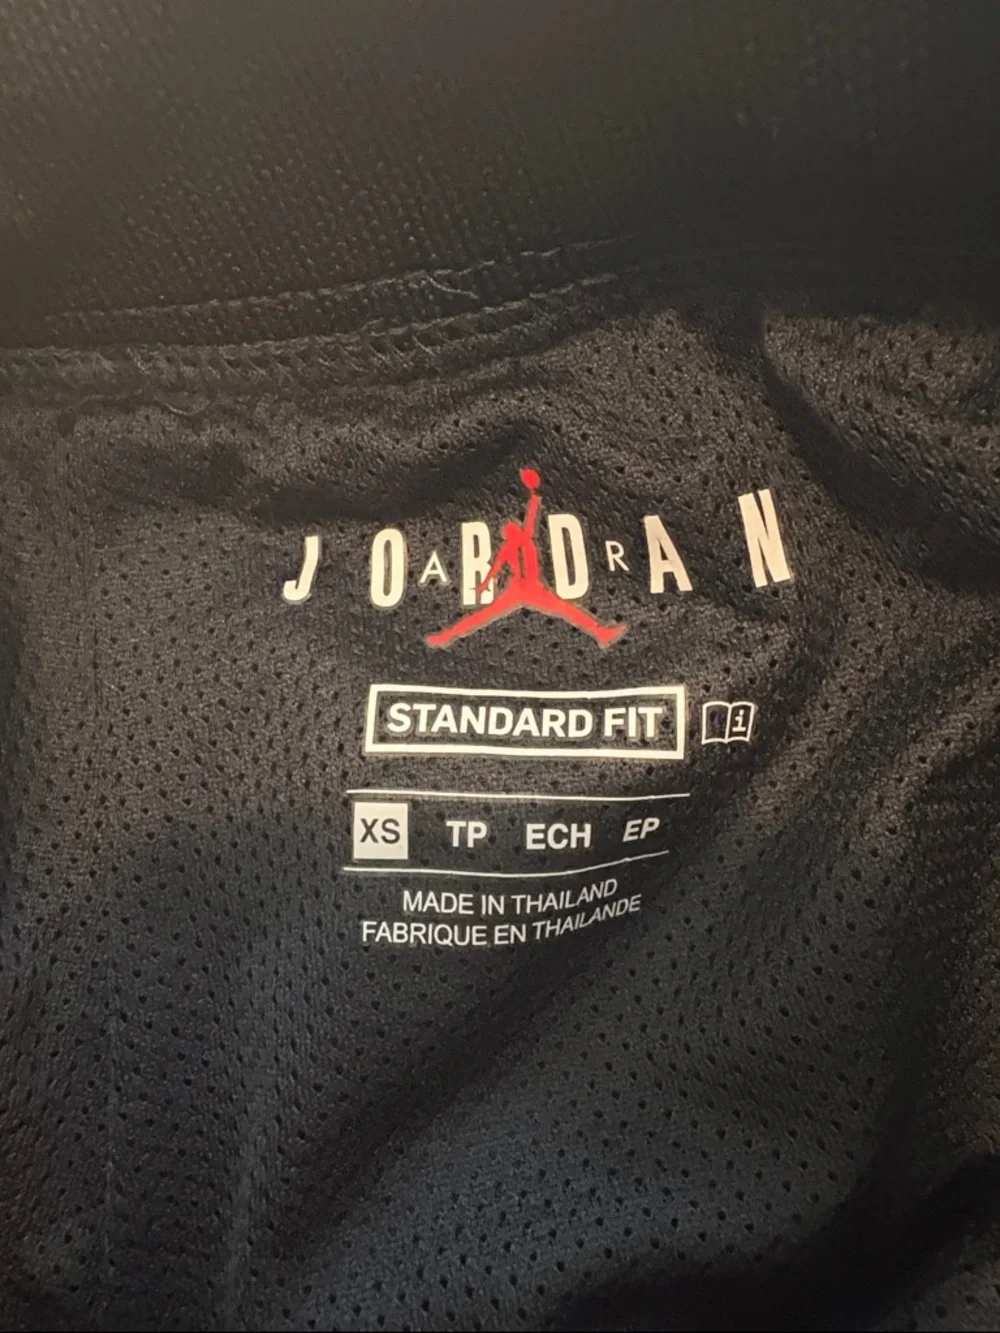 JORDAN
AIR
STANDARD FIT
XS TP ECH EP
MADE IN THAILAND
FABRIQUE EN THAILANDE